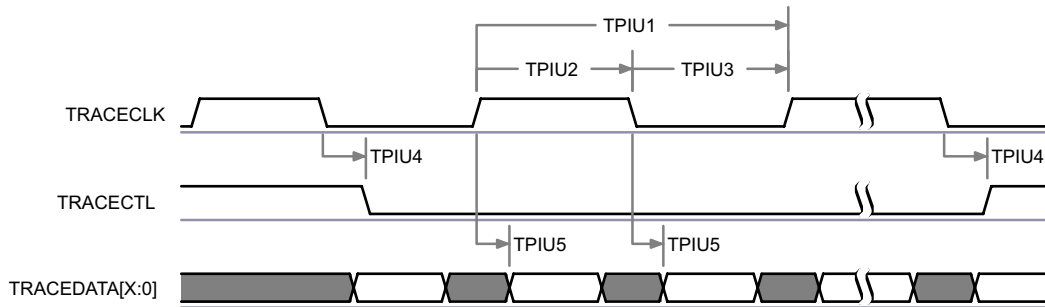 TPIU1
TPIU2
TPIU3
TRACECLK
TPIU4
TPIU4
TRACECTL
TPIU5
TPIU5
TRACEDATA[X:0]